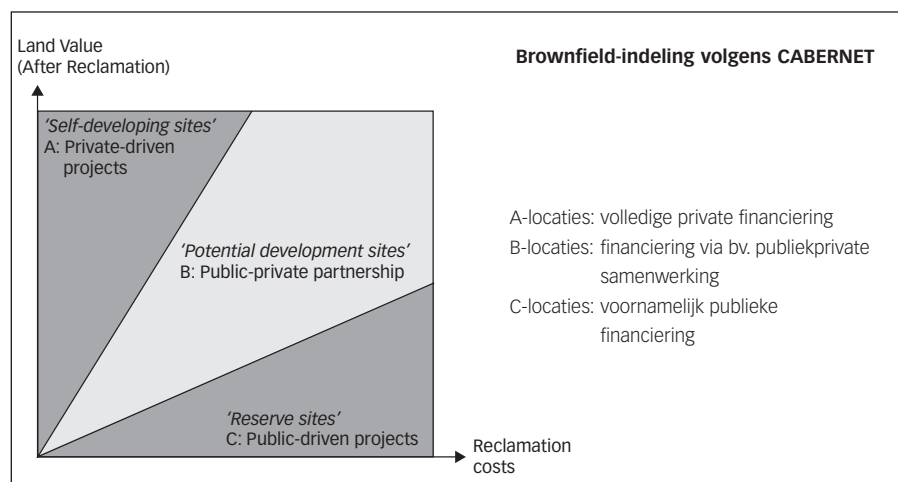 Land Value
(After Reclamation)
Brownfield-indeling volgens CABERNET
'Self-developing sites'
A: Private-driven
projects
'Potential development sites'
B: Public-private partnership
'Reserve sites'
C: Public-driven projects
Reclamation
costs
A-locaties: volledige private financiering
B-locaties: financiering via bv. publiekprivate
samenwerking
C-locaties: voornamelijk publieke
financiering